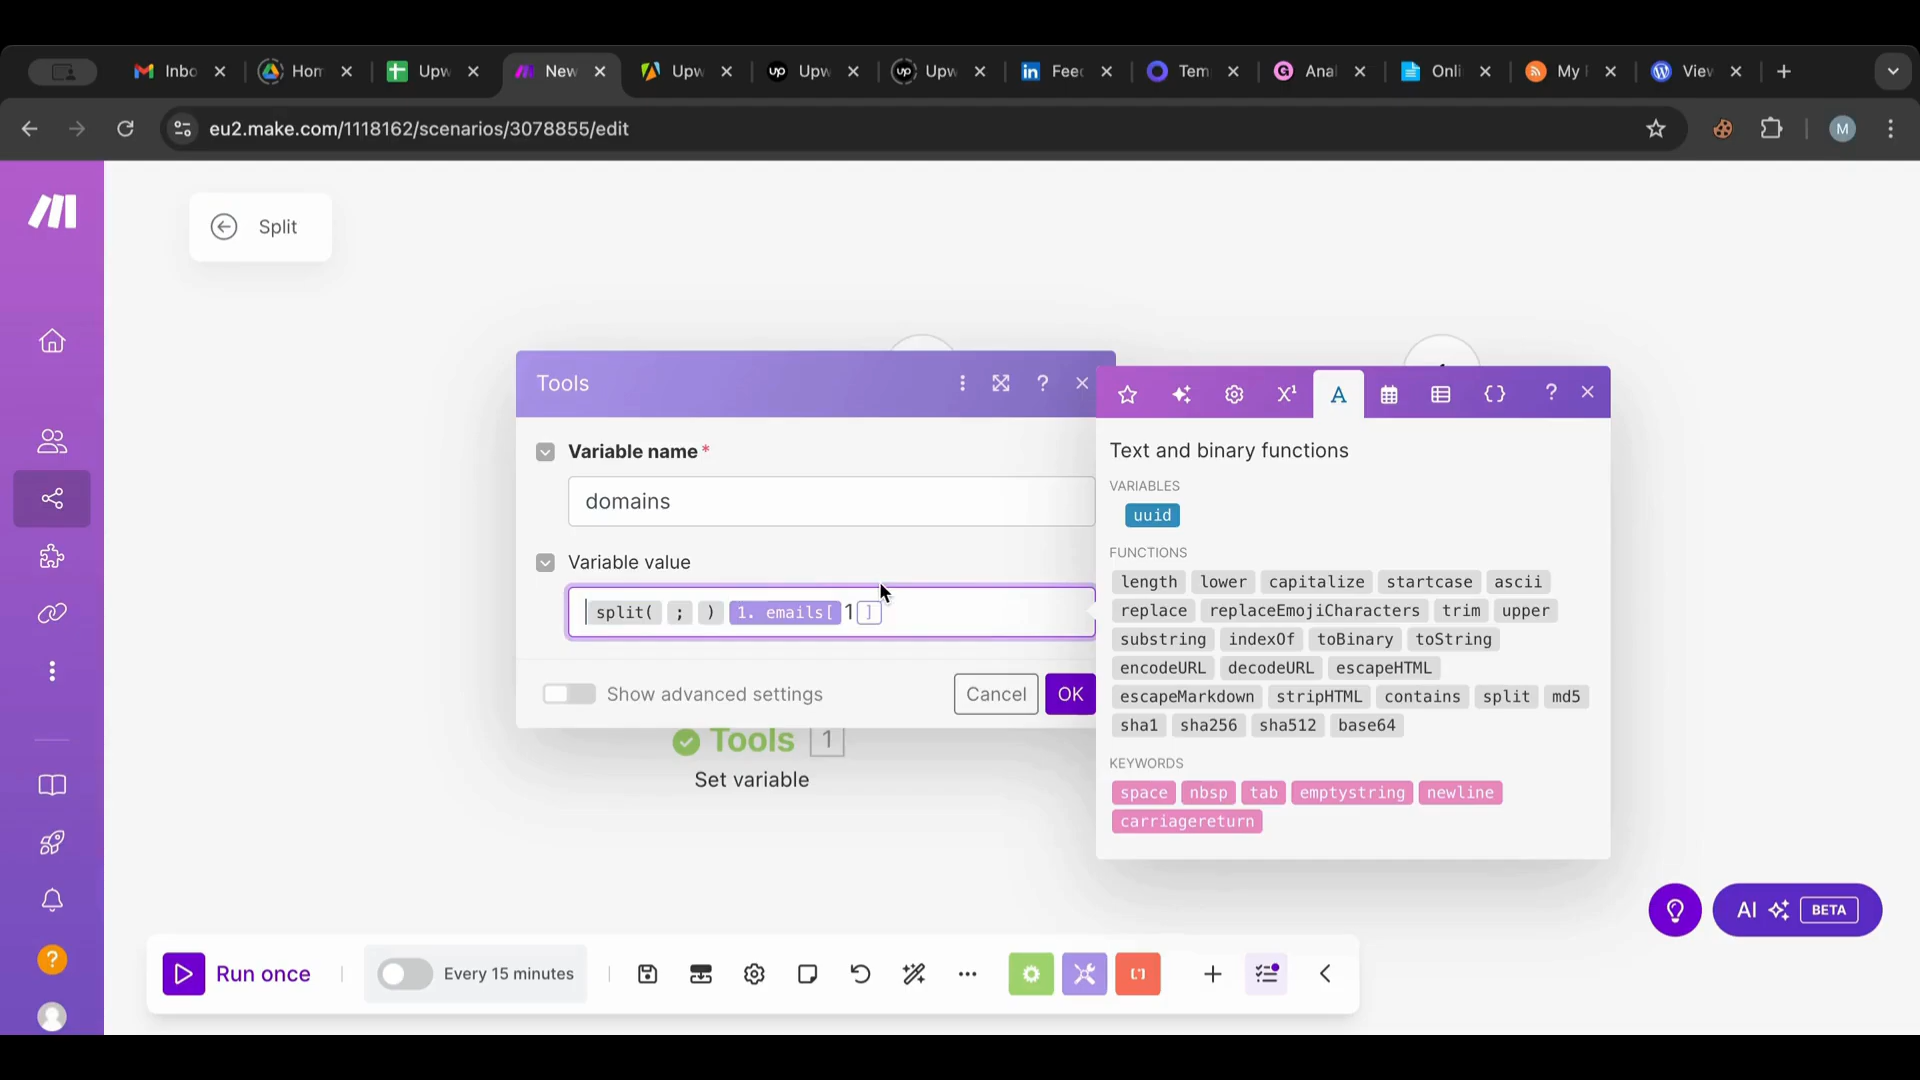 Inbo
Hom
Upw
New
Upw
Upw
Upw
Feed
Tem
Anal
Onli
My
View
eu2.make.com/1118162/scenarios/3078855/edit
M
Split
Tools
Variable name*
domains
Variable value
split( ; ) 1. emails[ 1 ]
Show advanced settings
Cancel
OK
Tools 1
Set variable
Text and binary functions
VARIABLES
uuid
FUNCTIONS
length lower capitalize startcase ascii
replace replaceEmojiCharacters trim upper
substring indexOf toBinary toString
encodeURL decodeURL escapeHTML
escapeMarkdown stripHTML contains split md5
sha1 sha256 sha512 base64
KEYWORDS
space nbsp tab emptystring newline
carriagereturn
AI BETA
Run once
Every 15 minutes